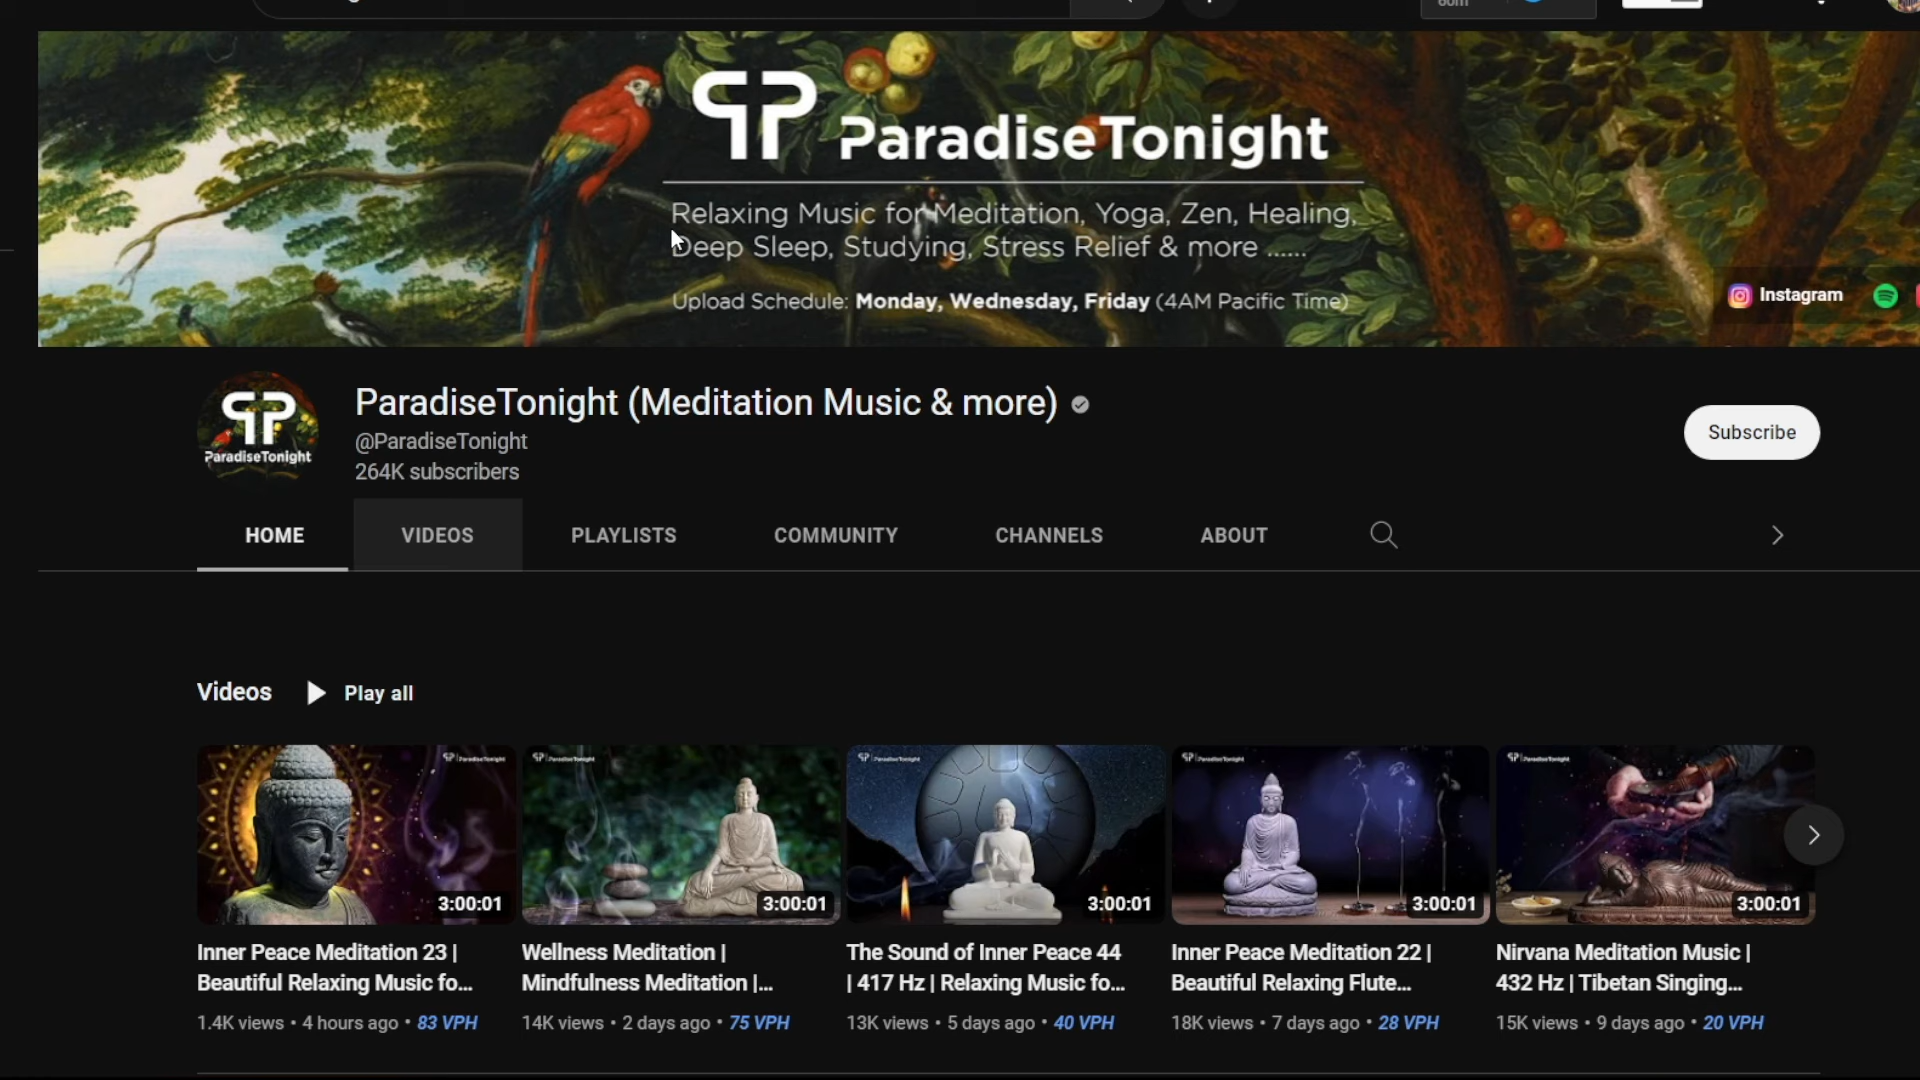 ParadiseTonight
Relaxing Music for Meditation, Yoga, Zen, Healing,
Deep Sleep, Studying, Stress Relief & more ......
Upload Schedule: Monday, Wednesday, Friday (4AM Pacific Time)
Instagram
ParadiseTonight
ParadiseTonight (Meditation Music & more)
@ParadiseTonight
264K subscribers
Subscribe
HOME
VIDEOS
PLAYLISTS
COMMUNITY
CHANNELS
ABOUT
Videos
Play all
ParadiseTonight
3:00:01
ParadiseTonight
3:00:01
ParadiseTonight
3:00:01
ParadiseTonight
3:00:01
ParadiseTonight
3:00:01
Inner Peace Meditation 23 |
Beautiful Relaxing Music fo...
1.4K views • 4 hours ago • 83 VPH
Wellness Meditation |
Mindfulness Meditation |...
14K views • 2 days ago • 75 VPH
The Sound of Inner Peace 44
| 417 Hz | Relaxing Music fo...
13K views • 5 days ago • 40 VPH
Inner Peace Meditation 22 |
Beautiful Relaxing Flute...
18K views • 7 days ago • 28 VPH
Nirvana Meditation Music |
432 Hz | Tibetan Singing...
15K views • 9 days ago • 20 VPH